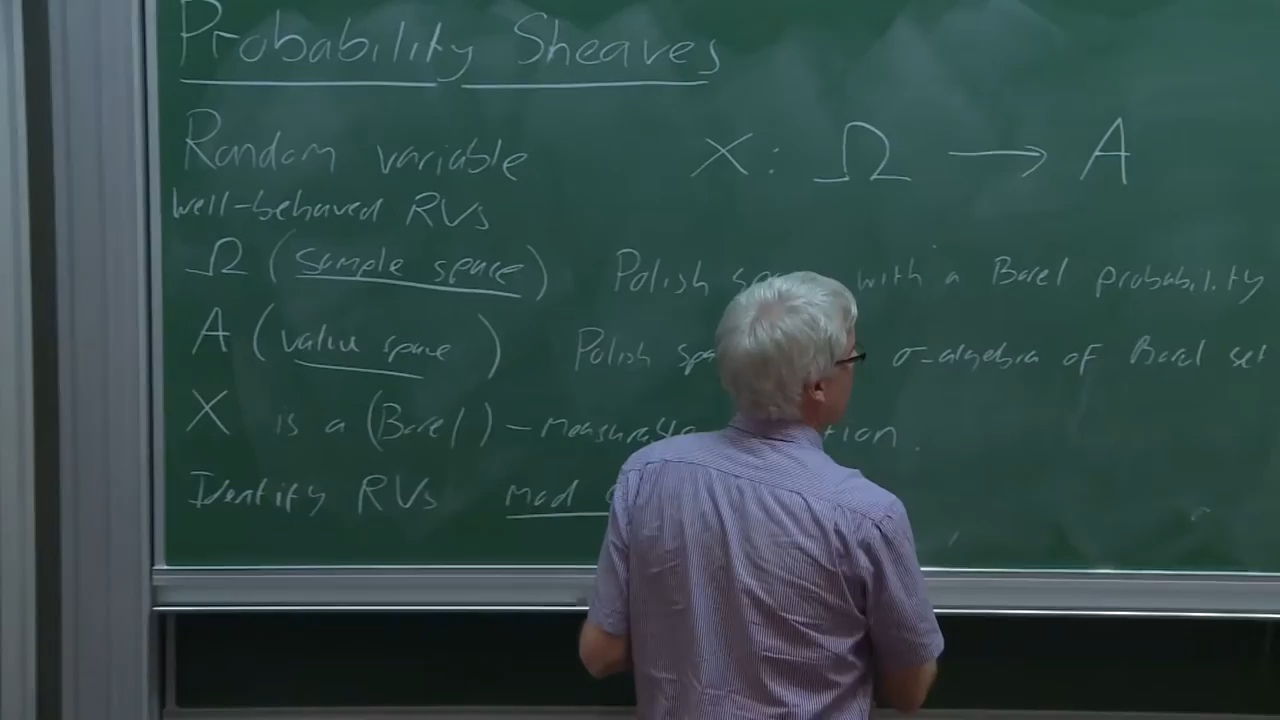 Probability Sheaves
Random variable X: Ω → A
well-behaved RVs
Ω (sample space) Polish with a Borel probability
A (value space) Polish σ-algebra of Borel set
X is a (Borel)-measurable
Identify RVs mod